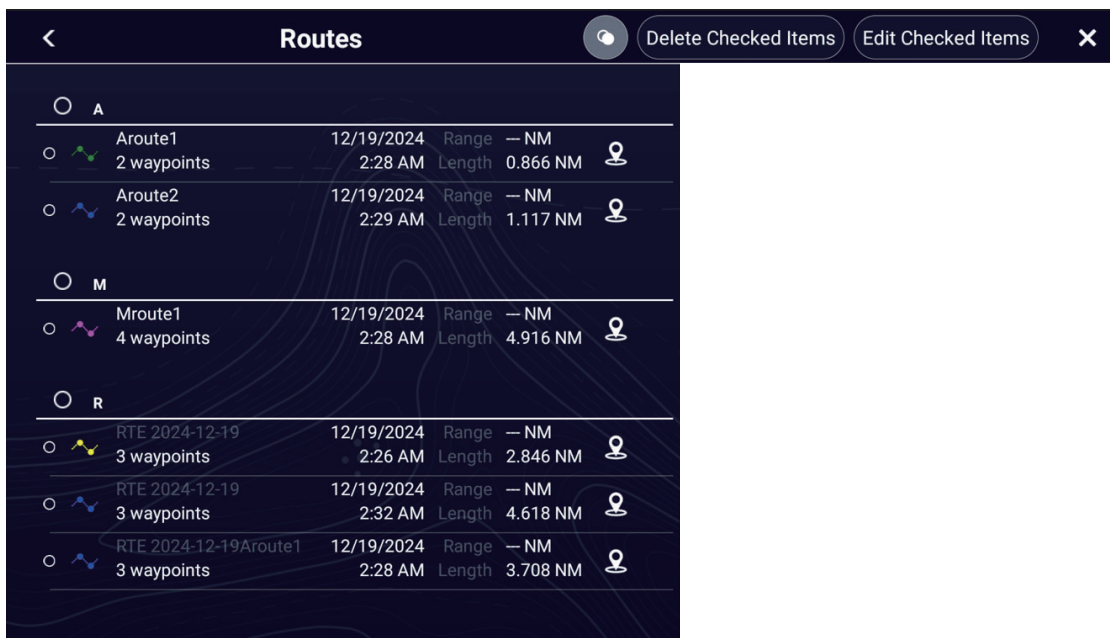 Routes Delete Checked Items Edit Checked Items
A
Aroute1 12/19/2024 Range --- NM
2 waypoints 2:28 AM Length 0.866 NM
Aroute2 12/19/2024 Range --- NM
2 waypoints 2:29 AM Length 1.117 NM
M
Mroute1 12/19/2024 Range --- NM
4 waypoints 2:28 AM Length 4.916 NM
R
RTE 2024-12-19 12/19/2024 Range --- NM
3 waypoints 2:26 AM Length 2.846 NM
RTE 2024-12-19 12/19/2024 Range --- NM
3 waypoints 2:32 AM Length 4.618 NM
RTE 2024-12-19Aroute1 12/19/2024 Range --- NM
3 waypoints 2:28 AM Length 3.708 NM